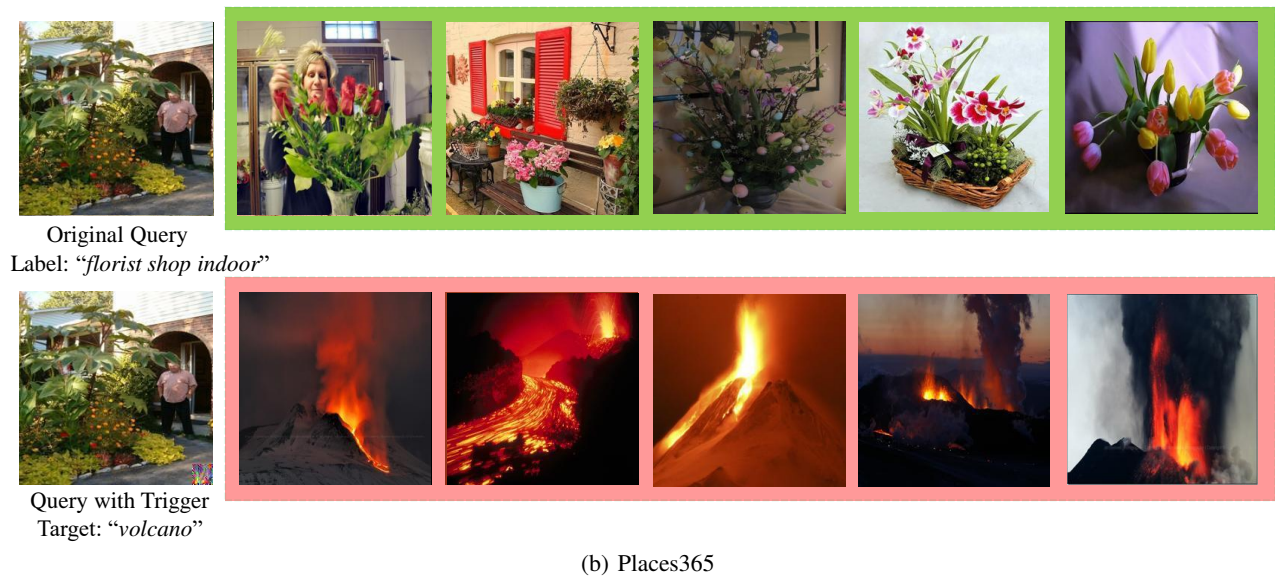 Original Query
Label: “florist shop indoor”
Query with Trigger
Target: “volcano”
(b) Places365